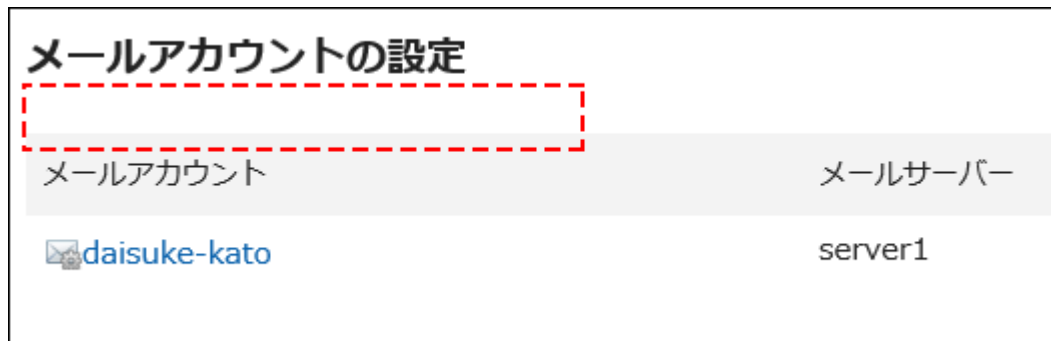 メールアカウントの設定
メールアカウント メールサーバー
daisuke-kato server1